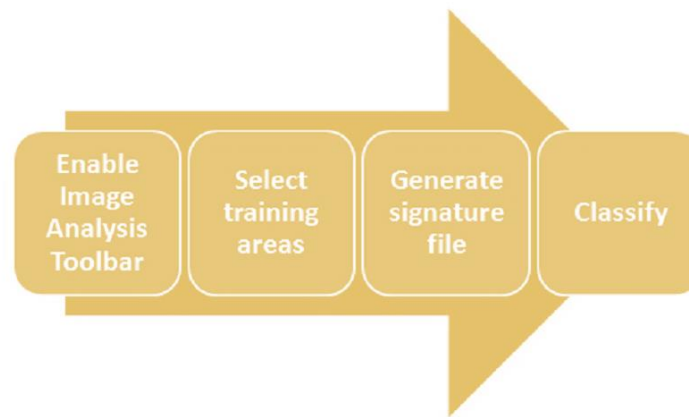 Enable
Image
Analysis
Toolbar
Select
training
areas
Generate
signature
file
Classify